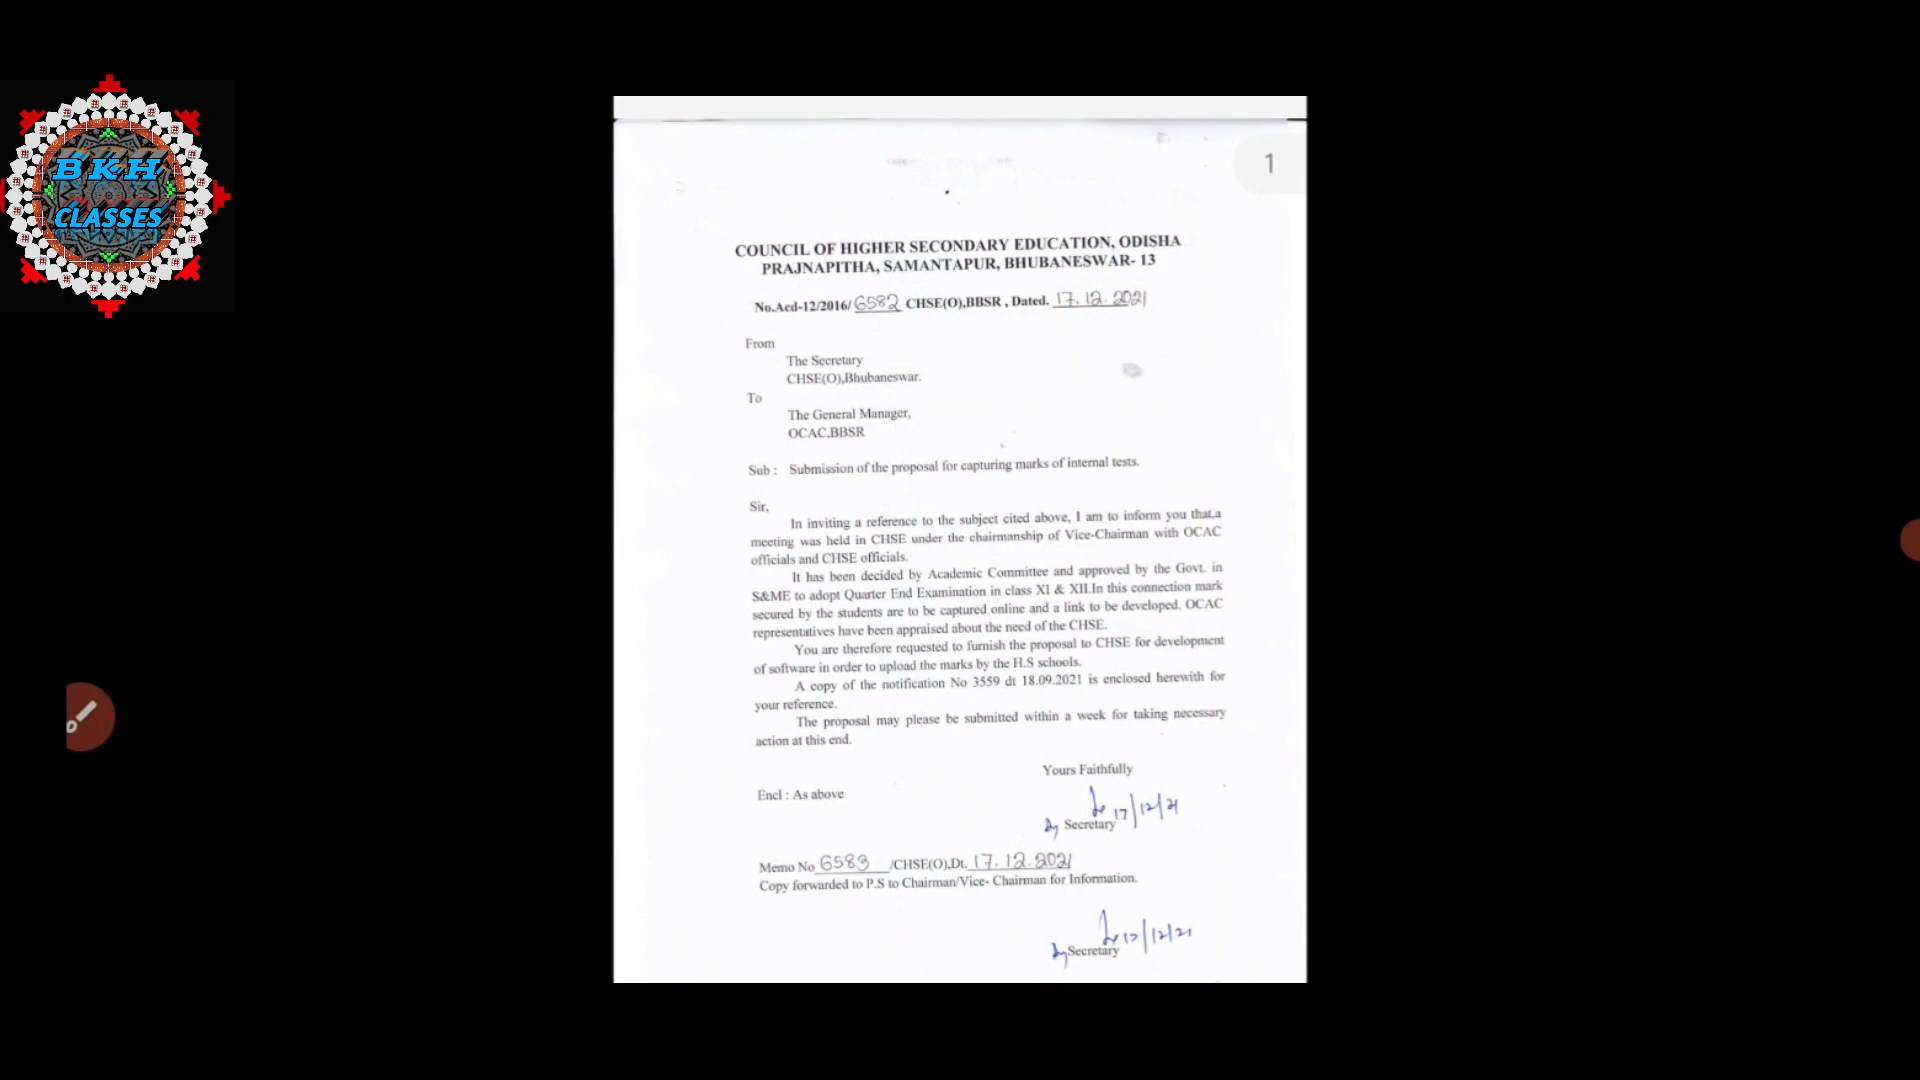 BKH
CLASSES
1
COUNCIL OF HIGHER SECONDARY EDUCATION, ODISHA
PRAJNAPITHA, SAMANTAPUR, BHUBANESWAR- 13
No.Acd-12/2016/ 6582 CHSE(O),BBSR , Dated. 17.12.2021
From
The Secretary
CHSE(O),Bhubaneswar.
To
The General Manager,
OCAC,BBSR
Sub : Submission of the proposal for capturing marks of internal tests.
Sir,
In inviting a reference to the subject cited above, I am to inform you that,a
meeting was held in CHSE under the chairmanship of Vice-Chairman with OCAC
officials and CHSE officials.
It has been decided by Academic Committee and approved by the Govt. in
S&ME to adopt Quarter End Examination in class XI & XII.In this connection mark
secured by the students are to be captured online and a link to be developed. OCAC
representatives have been appraised about the need of the CHSE.
You are therefore requested to furnish the proposal to CHSE for development
of software in order to upload the marks by the H.S schools.
A copy of the notification No 3559 dt 18.09.2021 is enclosed herewith for
your reference.
The proposal may please be submitted within a week for taking necessary
action at this end.
Yours Faithfully
Encl : As above
17/12/21
Dy Secretary
Memo No 6583 /CHSE(O),Dt. 17.12.2021
Copy forwarded to P.S to Chairman/Vice- Chairman for Information.
17/12/21
Dy Secretary